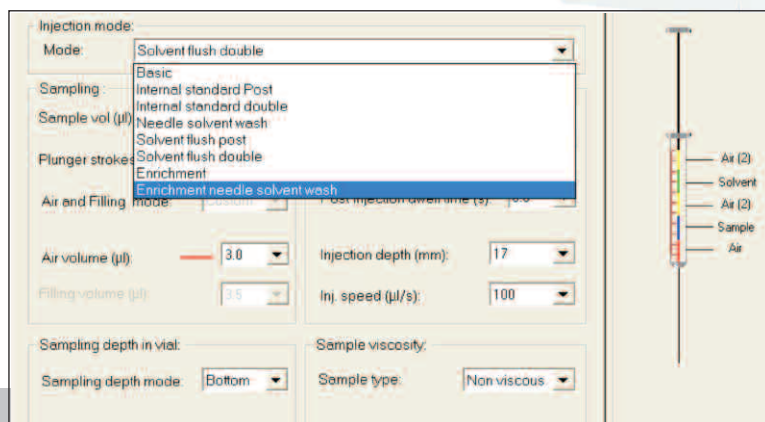 Injection mode:
Mode: Solvent flush double
Basic
Internal standard Post
Internal standard double
Needle solvent wash
Solvent flush post
Solvent flush double
Enrichment
Enrichment needle solvent wash
Sampling
Sample vol (µl)
Plunger strokes
Air and Filling mode: Custom
Post injection dwell time (s):
Air volume (µl): 3.0
Injection depth (mm): 17
Filling volume (µl): 3.5
Inj. speed (µl/s): 100
Sampling depth in vial:
Sampling depth mode: Bottom
Sample viscosity:
Sample type: Non viscous
Air (2)
Solvent
Air (2)
Sample
Air